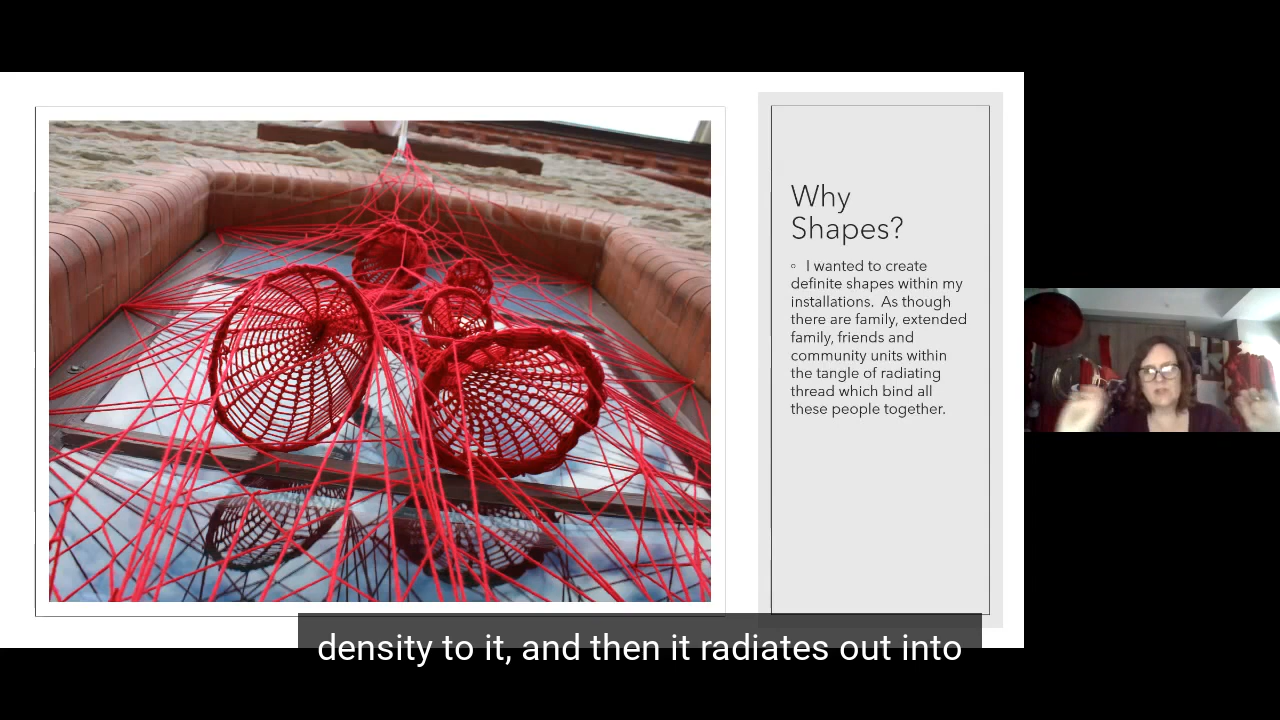 Why
Shapes?
◦ I wanted to create
definite shapes within my
installations. As though
there are family, extended
family, friends and
community units within
the tangle of radiating
thread which bind all
these people together.
density to it, and then it radiates out into